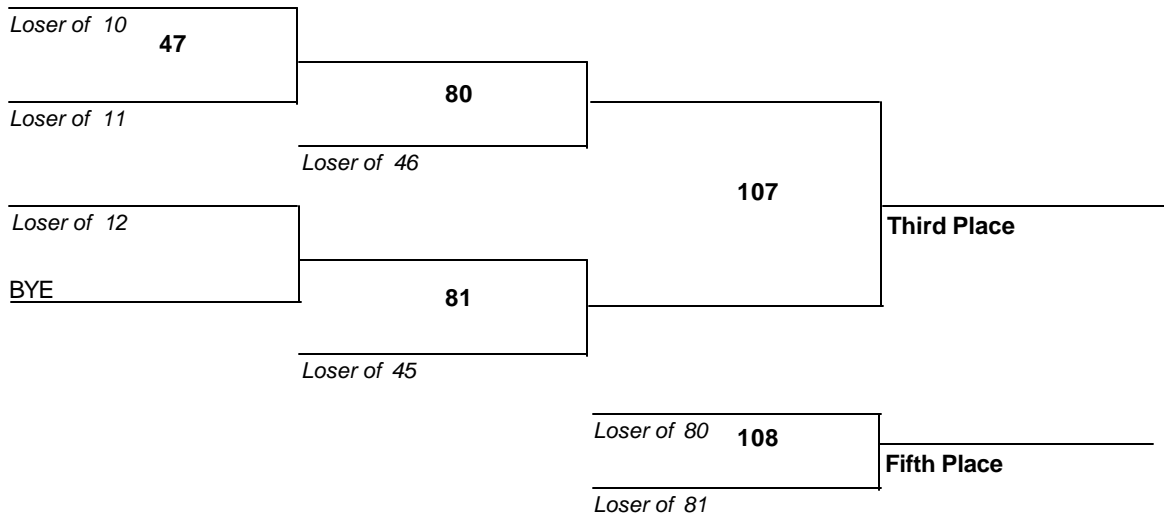 Loser of 10
47
Loser of 11
80
Loser of 46
107
Loser of 12
Third Place
BYE
81
Loser of 45
Loser of 80
108
Fifth Place
Loser of 81